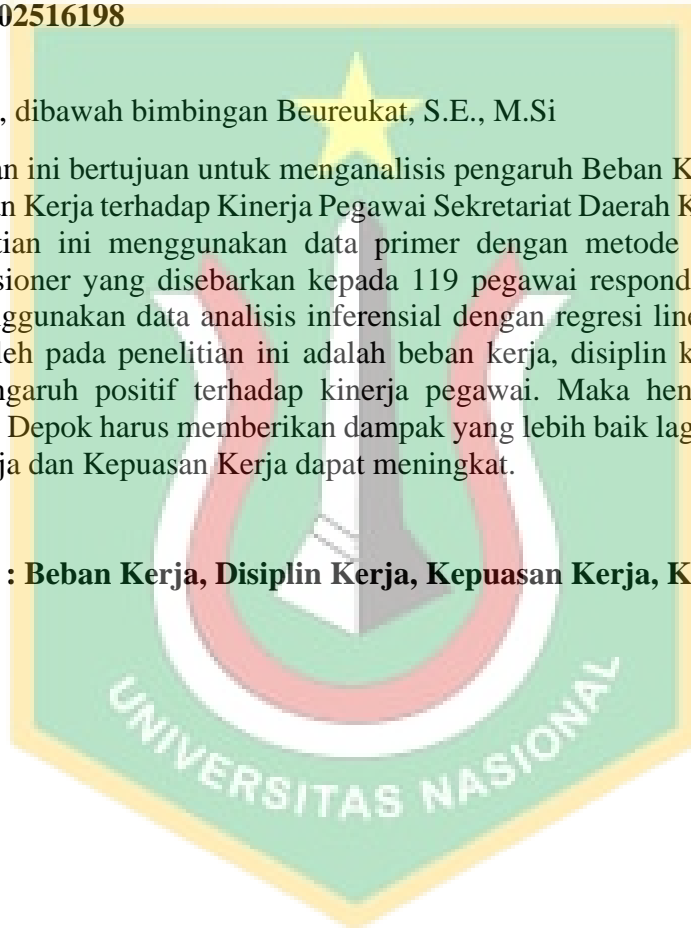 02516198
, dibawah bimbingan Beureukat, S.E., M.Si
an ini bertujuan untuk menganalisis pengaruh Beban K
n Kerja terhadap Kinerja Pegawai Sekretariat Daerah K
tian ini menggunakan data primer dengan metode
sioner yang disebarkan kepada 119 pegawai respond
ggunakan data analisis inferensial dengan regresi line
leh pada penelitian ini adalah beban kerja, disiplin k
ngaruh positif terhadap kinerja pegawai. Maka hen
Depok harus memberikan dampak yang lebih baik lag
ja dan Kepuasan Kerja dapat meningkat.
: Beban Kerja, Disiplin Kerja, Kepuasan Kerja, K
UNIVERSITAS NASIONAL